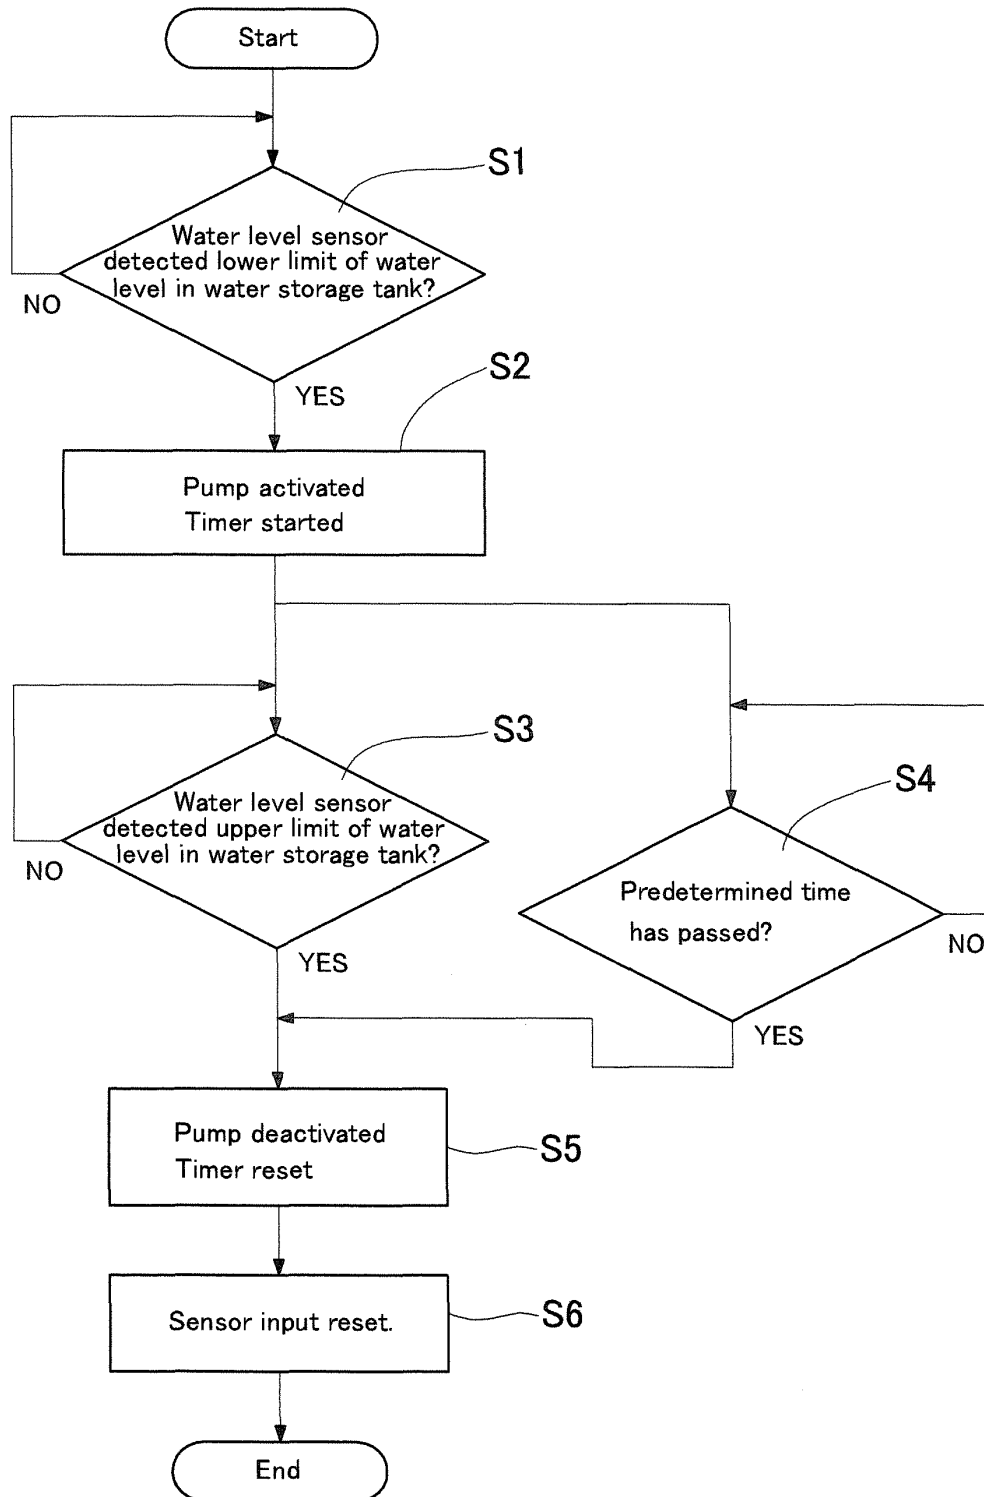 Start
S1
Water level sensor
detected lower limit of water
level in water storage tank?
NO
YES
S2
Pump activated
Timer started
S3
Water level sensor
detected upper limit of water
level in water storage tank?
NO
YES
S4
Predetermined time
has passed?
NO
YES
Pump deactivated
Timer reset
S5
Sensor input reset.
S6
End